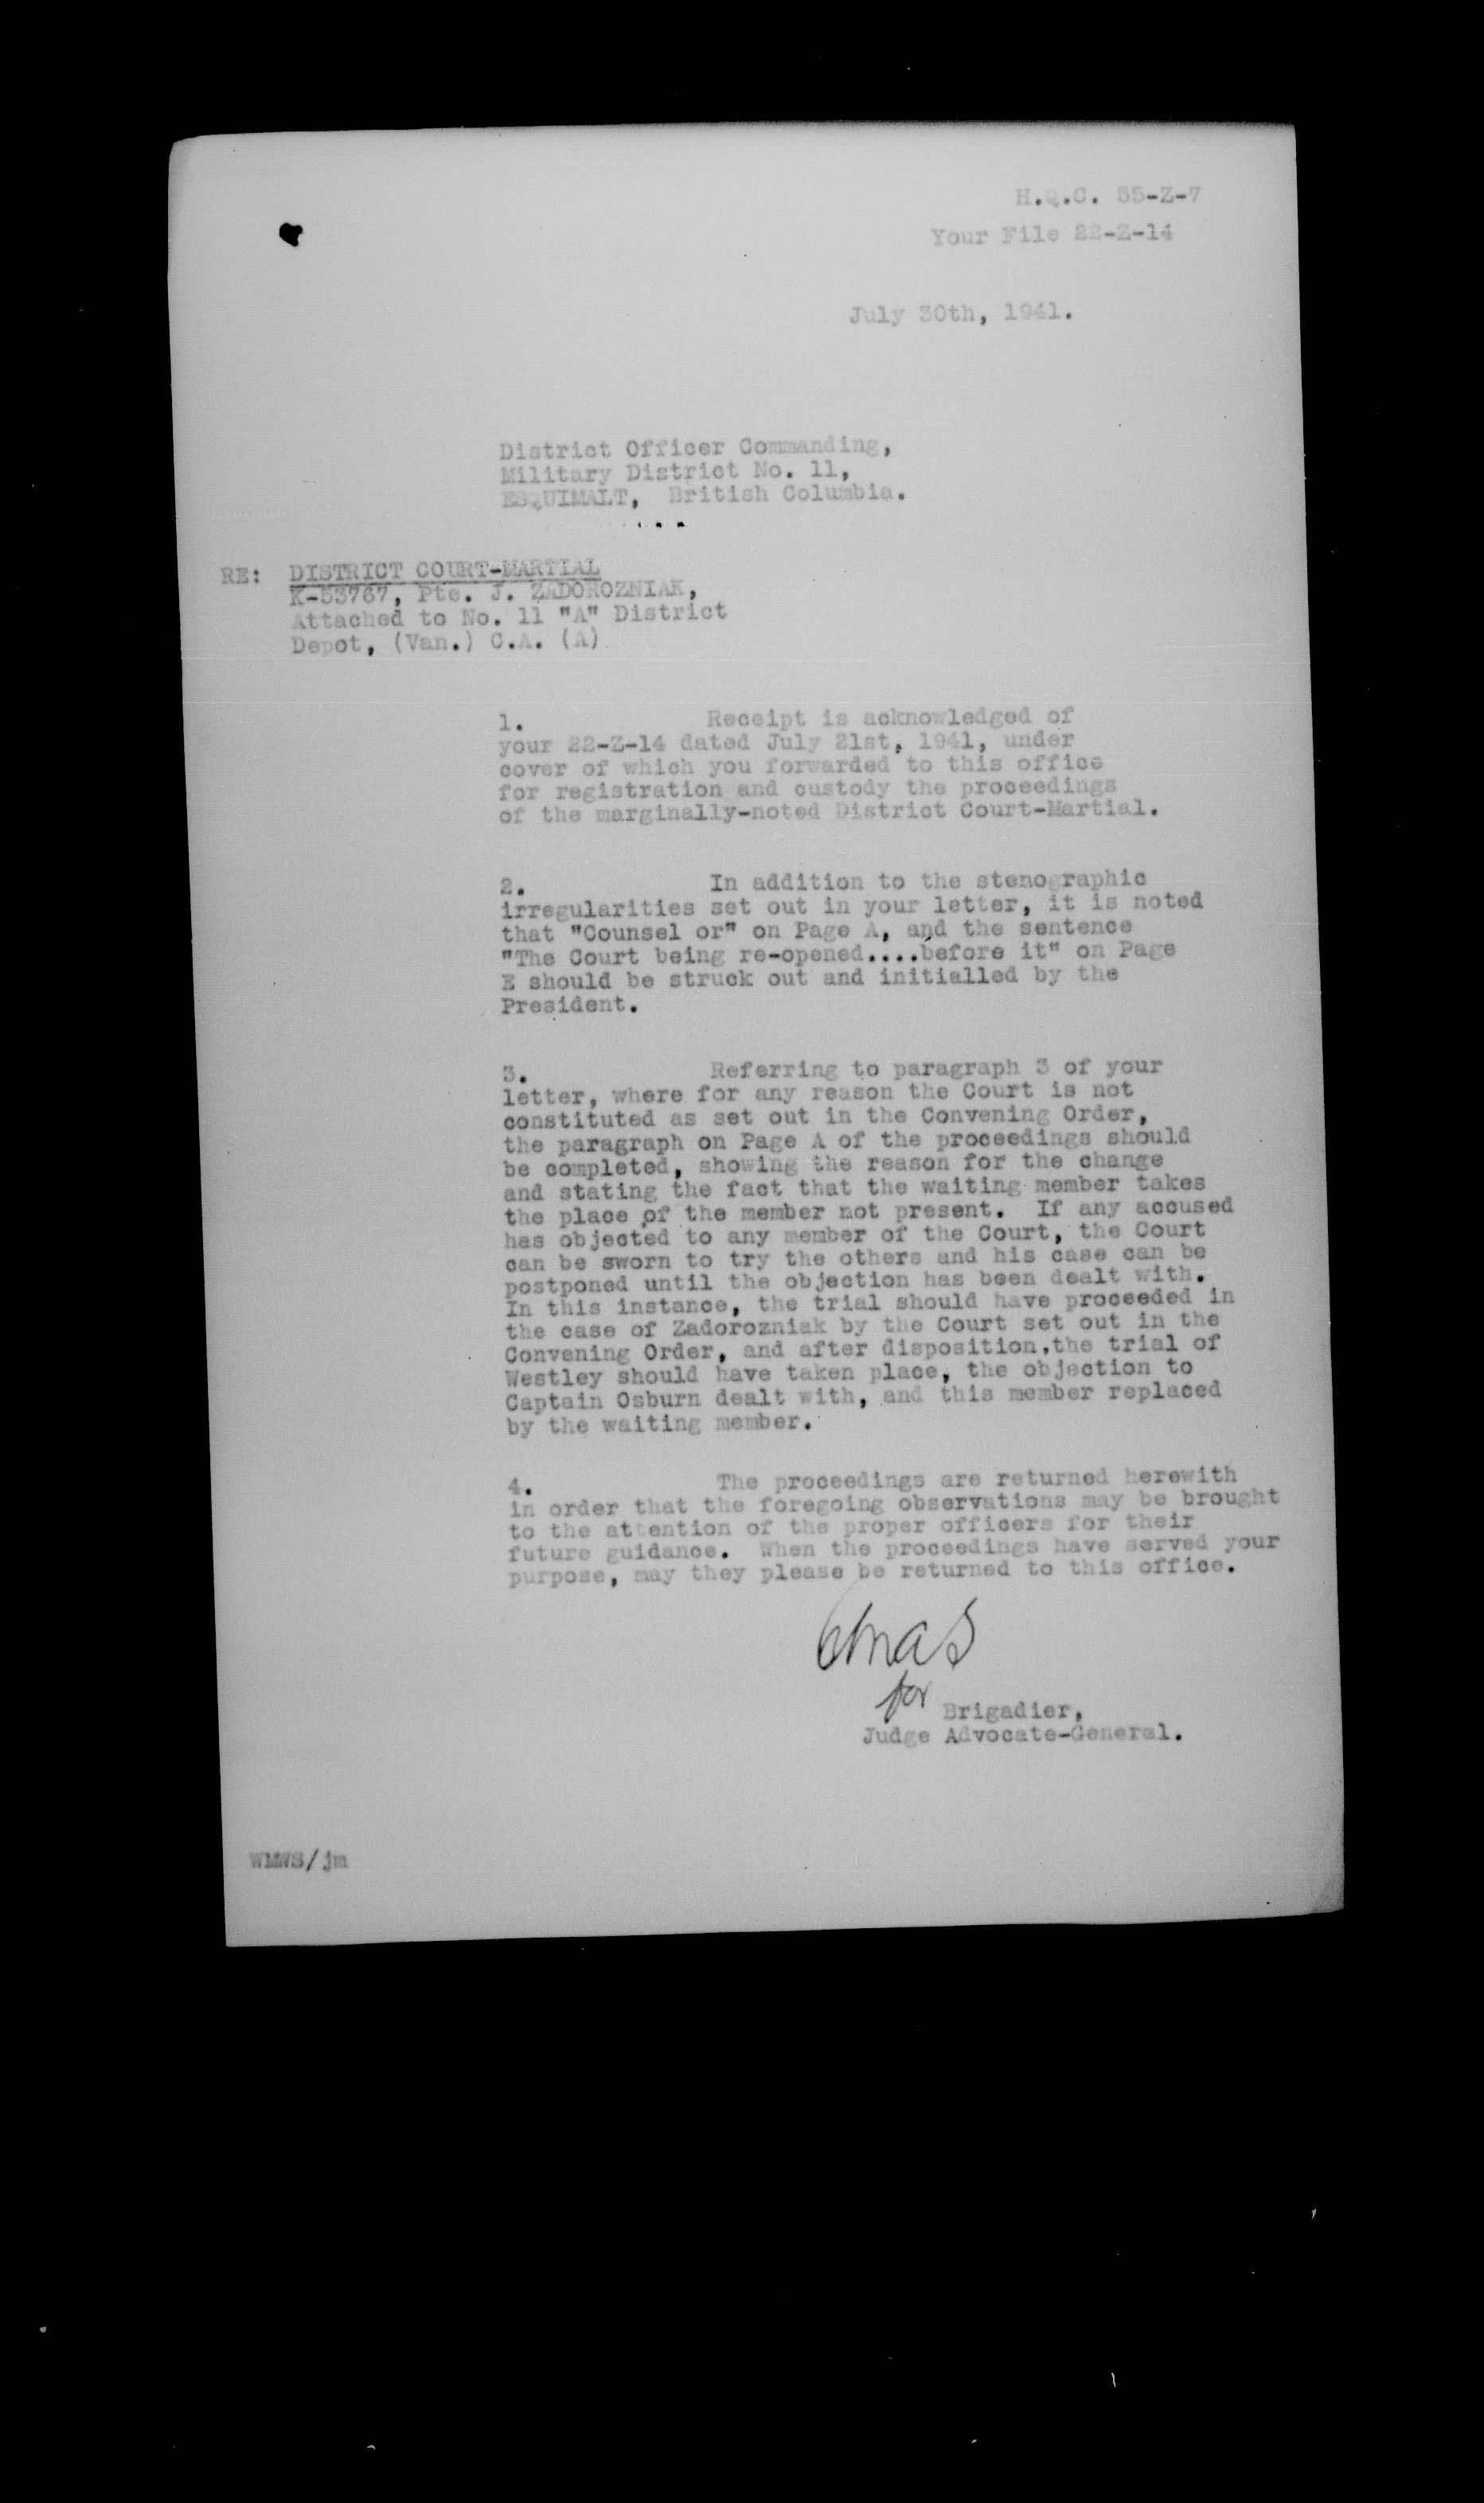 H.Q.C. 55-Z-7
Your File 22-Z-14
July 30th, 1941.
District Officer Commanding,
Military District No. 11,
ESQUIMALT, British Columbia.
...
RE: DISTRICT COURT-MARTIAL
K-53767, Pte. J. ZADOROZNIAK,
Attached to No. 11 "A" District
Depot, (Van.) C.A. (A)
1. Receipt is acknowledged of
your 22-Z-14 dated July 21st, 1941, under
cover of which you forwarded to this office
for registration and custody the proceedings
of the marginally-noted District Court-Martial.
2. In addition to the stenographic
irregularities set out in your letter, it is noted
that "Counsel or" on Page A, and the sentence
"The Court being re-opened....before it" on Page
E should be struck out and initialled by the
President.
3. Referring to paragraph 3 of your
letter, where for any reason the Court is not
constituted as set out in the Convening Order,
the paragraph on Page A of the proceedings should
be completed, showing the reason for the change
and stating the fact that the waiting member takes
the place of the member not present. If any accused
has objected to any member of the Court, the Court
can be sworn to try the others and his case can be
postponed until the objection has been dealt with.
In this instance, the trial should have proceeded in
the case of Zadorozniak by the Court set out in the
Convening Order, and after disposition,the trial of
Westley should have taken place, the objection to
Captain Osburn dealt with, and this member replaced
by the waiting member.
4. The proceedings are returned herewith
in order that the foregoing observations may be brought
to the attention of the proper officers for their
future guidance. When the proceedings have served your
purpose, may they please be returned to this office.
for Brigadier,
Judge Advocate-General.
WMWS/jm